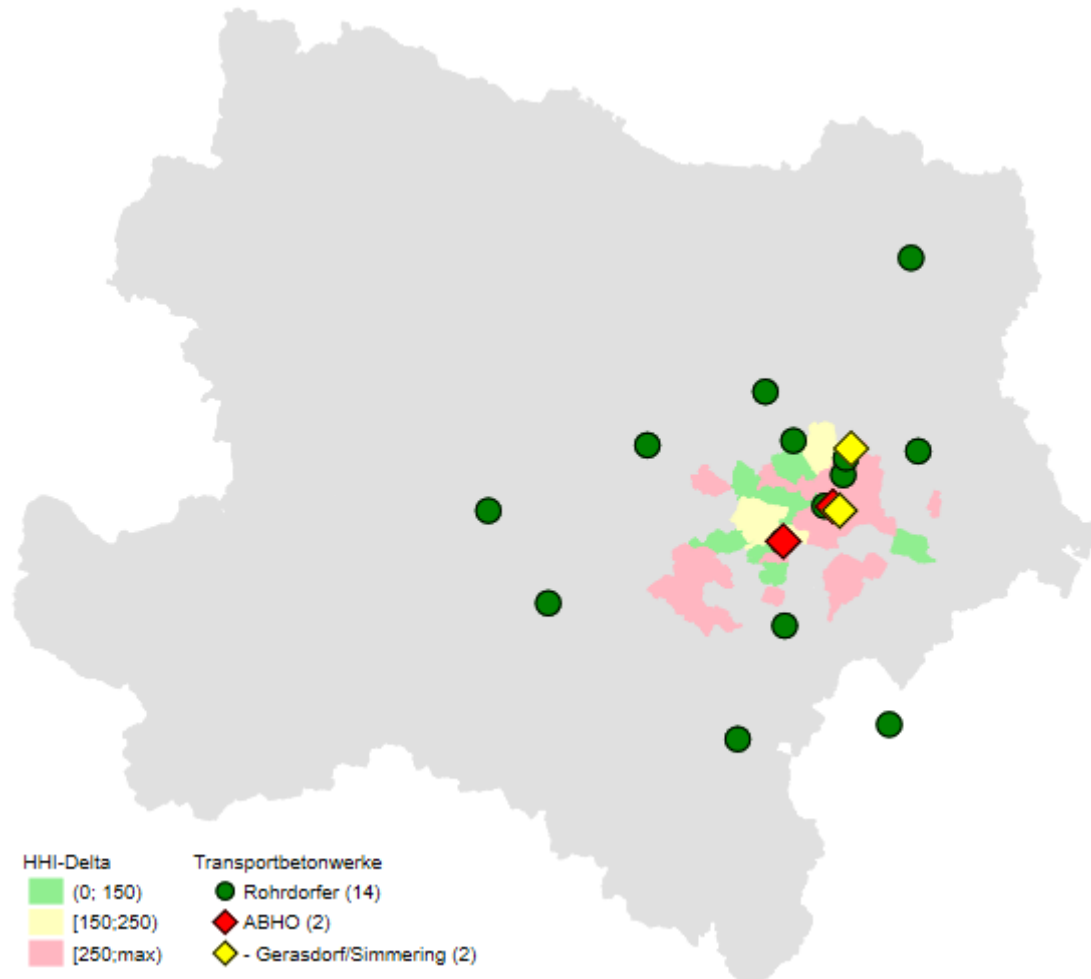 HHI-Delta
(0; 150)
[150;250)
[250;max)
Transportbetonwerke
Rohrdorfer (14)
ABHO (2)
- Gerasdorf/Simmering (2)